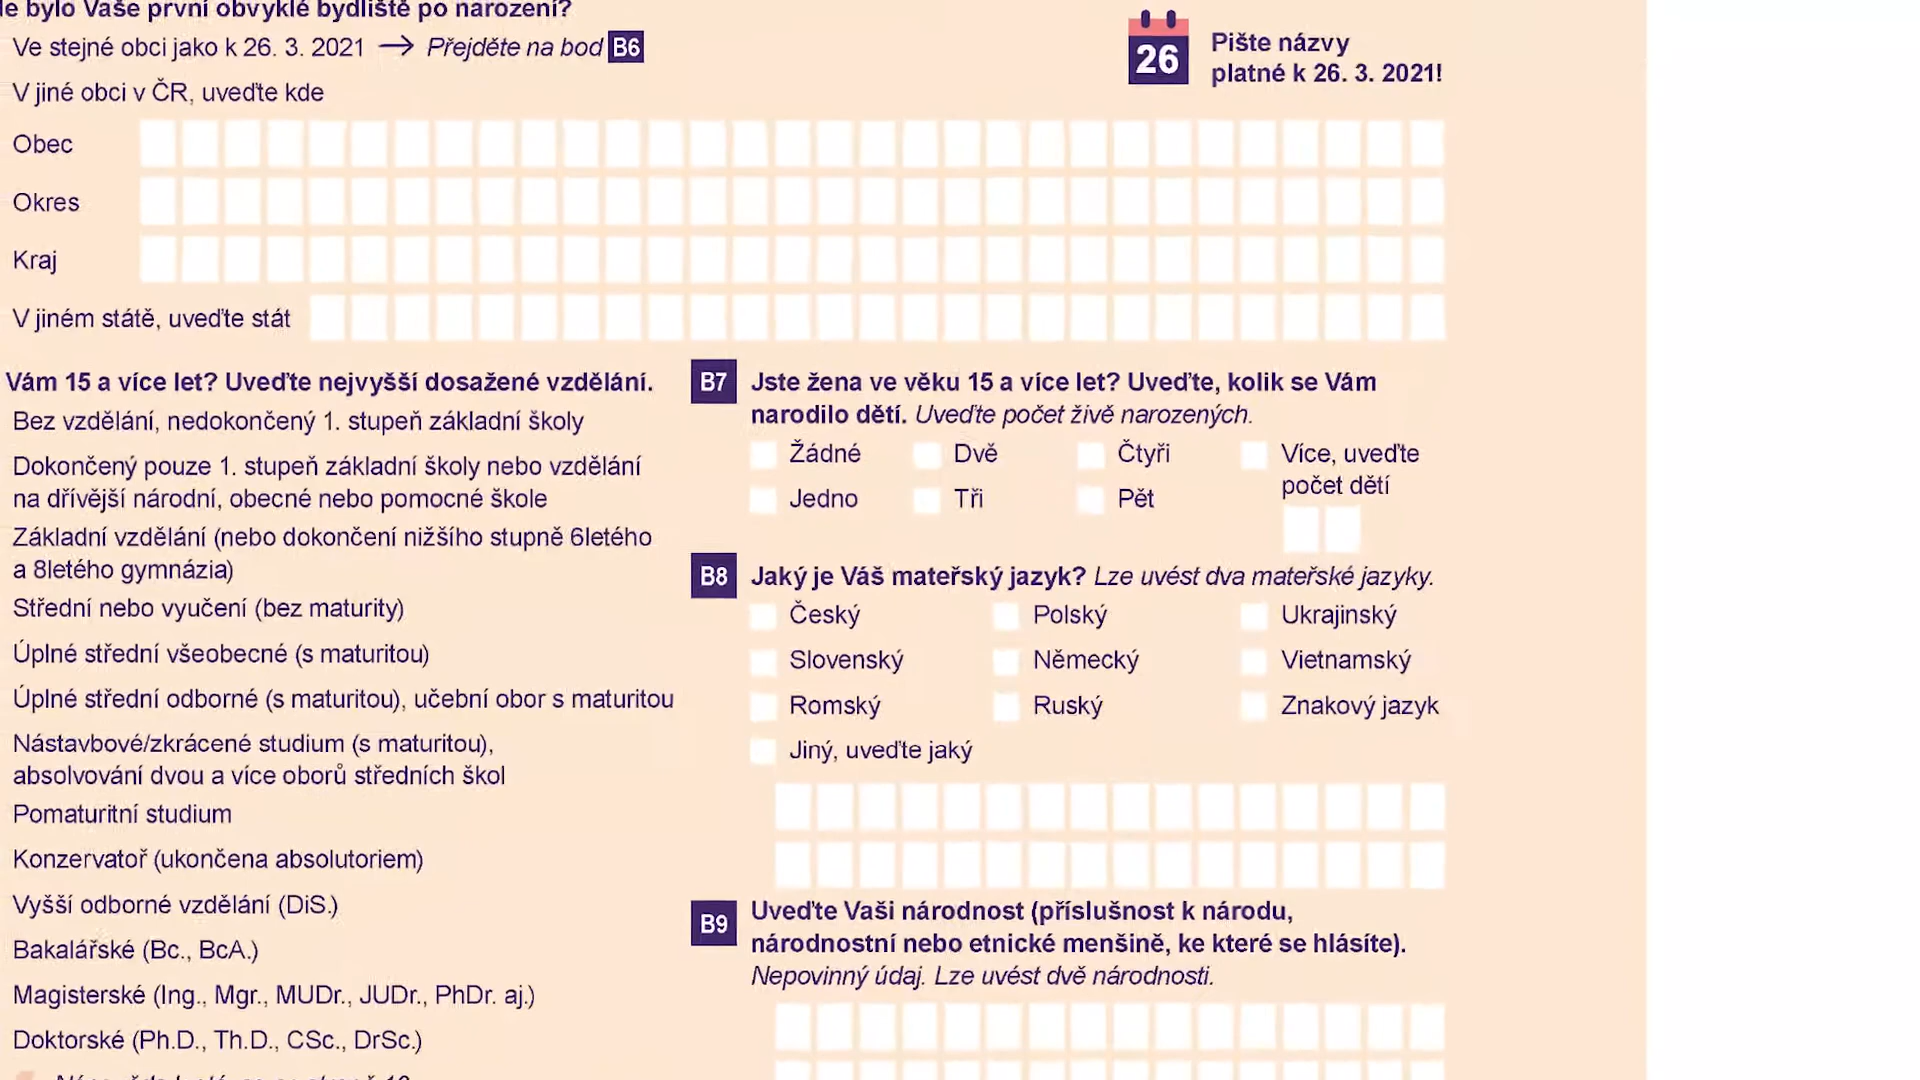 de bylo Vaše první obvyklé bydliště po narození?
Ve stejné obci jako k 26. 3. 2021 → Přejděte na bod B6
V jiné obci v ČR, uveďte kde
26
Pište názvy
platné k 26. 3. 2021!
Obec
Okres
Kraj
V jiném státě, uveďte stát
Vám 15 a více let? Uveďte nejvyšší dosažené vzdělání.
Bez vzdělání, nedokončený 1. stupeň základní školy
Dokončený pouze 1. stupeň základní školy nebo vzdělání
na dřívější národní, obecné nebo pomocné škole
Základní vzdělání (nebo dokončení nižšího stupně 6letého
a 8letého gymnázia)
Střední nebo vyučení (bez maturity)
Úplné střední všeobecné (s maturitou)
Úplné střední odborné (s maturitou), učební obor s maturitou
Nástavbové/zkrácené studium (s maturitou),
absolvování dvou a více oborů středních škol
Pomaturitní studium
Konzervatoř (ukončena absolutoriem)
Vyšší odborné vzdělání (DiS.)
Bakalářské (Bc., BcA.)
Magisterské (Ing., Mgr., MUDr., JUDr., PhDr. aj.)
Doktorské (Ph.D., Th.D., CSc., DrSc.)
B7 Jste žena ve věku 15 a více let? Uveďte, kolik se Vám
narodilo dětí. Uveďte počet živě narozených.
Žádné Dvě Čtyři Více, uveďte
počet dětí
Jedno Tři Pět
B8 Jaký je Váš mateřský jazyk? Lze uvést dva mateřské jazyky.
Český Polský Ukrajinský
Slovenský Německý Vietnamský
Romský Ruský Znakový jazyk
Jiný, uveďte jaký
B9 Uveďte Vaši národnost (příslušnost k národu,
národnostní nebo etnické menšině, ke které se hlásíte).
Nepovinný údaj. Lze uvést dvě národnosti.